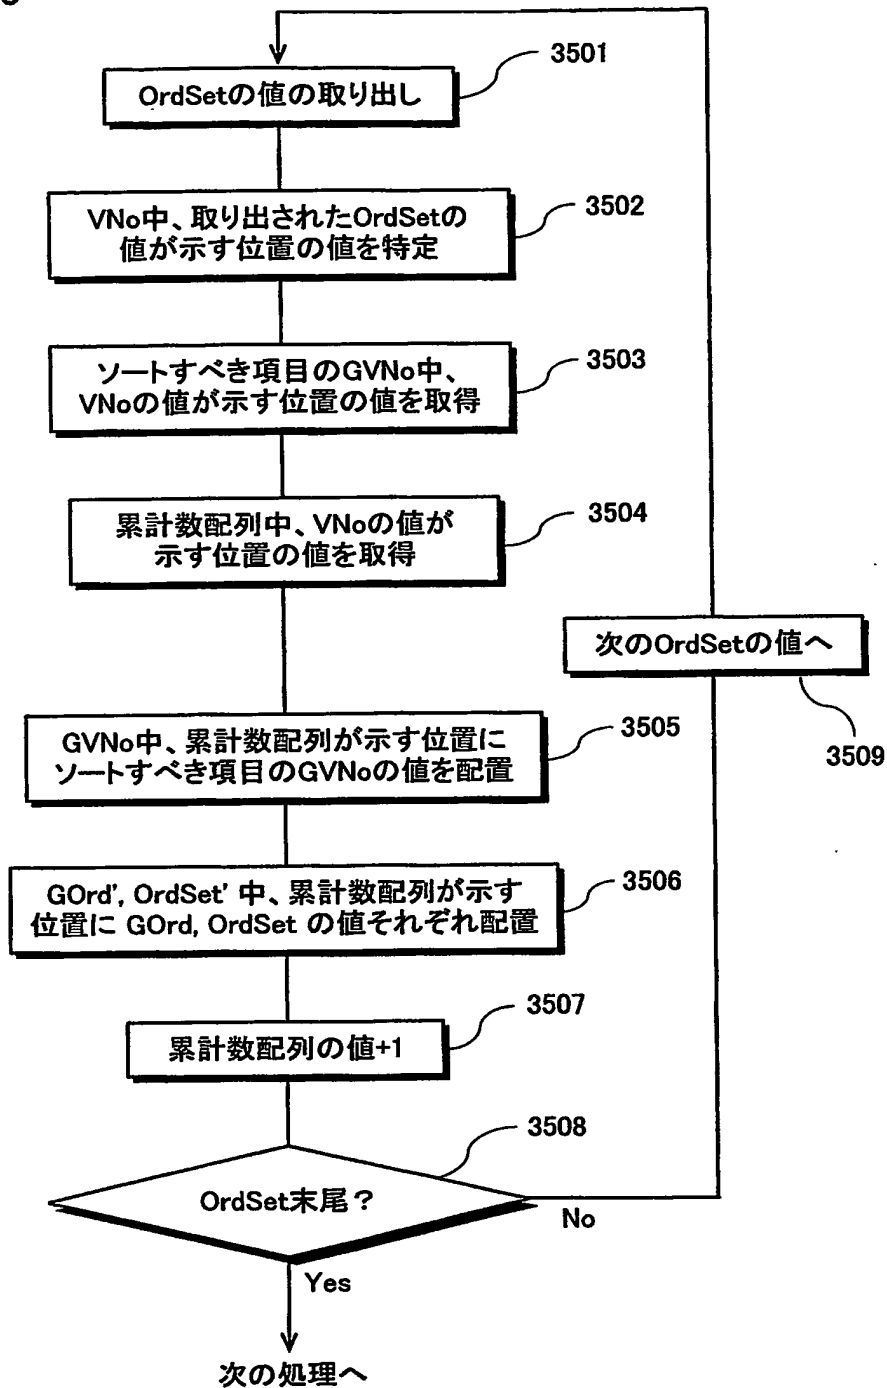 3501
OrdSetの値の取り出し
3502
VNo中、取り出されたOrdSetの
値が示す位置の値を特定
3503
ソートすべき項目のGVNo中、
VNoの値が示す位置の値を取得
3504
累計数配列中、VNoの値が
示す位置の値を取得
次のOrdSetの値へ
3509
3505
GVNo中、累計数配列が示す位置に
ソートすべき項目のGVNoの値を配置
3506
GOrd', OrdSet' 中、累計数配列が示す
位置に GOrd, OrdSet の値それぞれ配置
3507
累計数配列の値+1
3508
OrdSet末尾？
No
Yes
次の処理へ